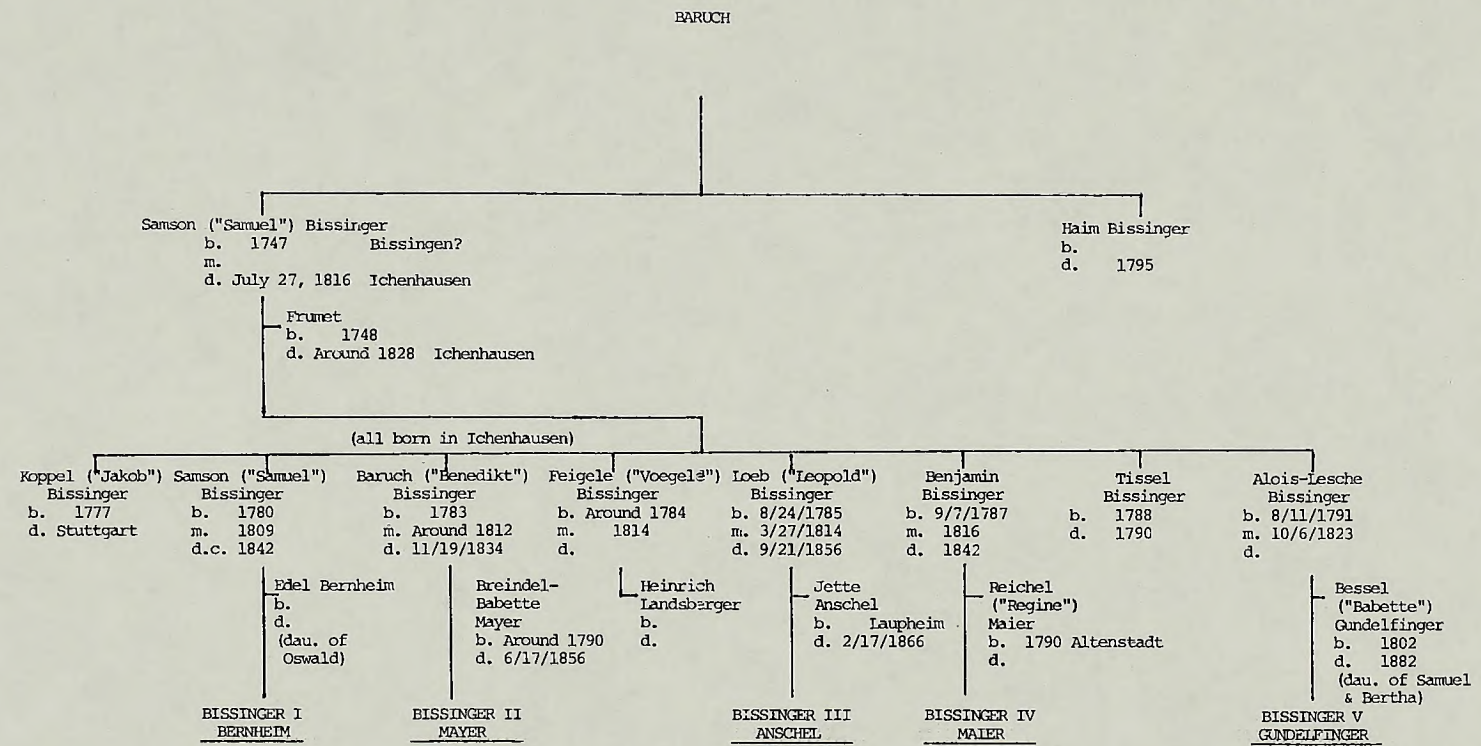 BARUCH
Samson ("Samuel") Bissinger
b. 1747 Bissingen?
m.
d. July 27, 1816 Ichenhausen
Haim Bissinger
b.
d. 1795
Frumet
b. 1748
d. Around 1828 Ichenhausen
(all born in Ichenhausen)
Koppel ("Jakob")
Bissinger
b. 1777
d. Stuttgart
Samson ("Samuel")
Bissinger
b. 1780
m. 1809
d.c. 1842
Edel Bernheim
b.
d.
(dau. of
Oswald)
BISSINGER I
BERNHEIM
Baruch ("Benedikt")
Bissinger
b. 1783
m. Around 1812
d. 11/19/1834
Breindel-
Babette
Mayer
b. Around 1790
d. 6/17/1856
BISSINGER II
MAYER
Feigele ("Voegele")
Bissinger
b. Around 1784
m. 1814
d.
Heinrich
Landsberger
b.
d.
Loeb ("Leopold")
Bissinger
b. 8/24/1785
m. 3/27/1814
d. 9/21/1856
Jette
Anschel
b. Laupheim
d. 2/17/1866
BISSINGER III
ANSCHEL
Benjamin
Bissinger
b. 9/7/1787
m. 1816
d. 1842
Reichel
("Regine")
Maier
b. 1790 Altenstadt
d.
BISSINGER IV
MAIER
Tissel
Bissinger
b. 1788
d. 1790
Alois-Lesche
Bissinger
b. 8/11/1791
m. 10/6/1823
d.
Bessel
("Babette")
Gundelfinger
b. 1802
d. 1882
(dau. of Samuel
& Bertha)
BISSINGER V
GUNDELFINGER